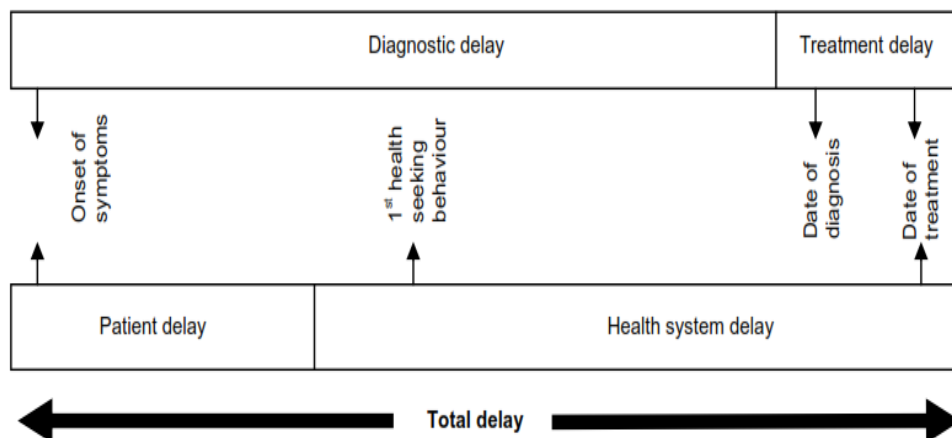 Diagnostic delay
Treatment delay
Onset of
symptoms
1st health
seeking
behaviour
Date of
diagnosis
Date of
treatment
Patient delay
Health system delay
Total delay